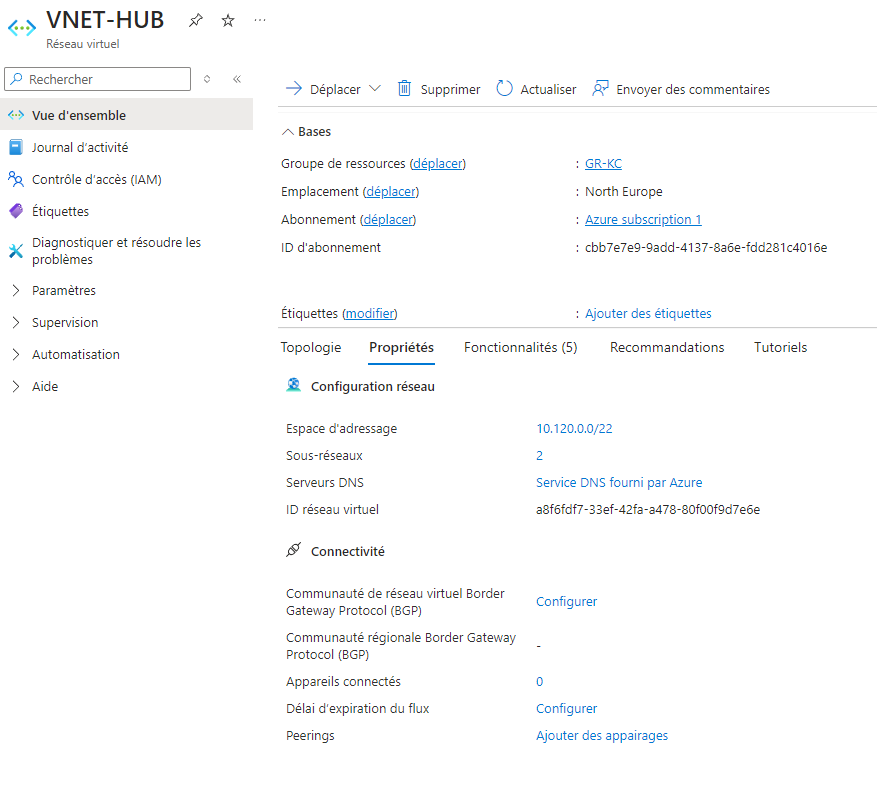 VNET-HUB
Réseau virtuel
Rechercher
Vue d'ensemble
Journal d'activité
Contrôle d'accès (IAM)
Étiquettes
Diagnostiquer et résoudre les
problèmes
Paramètres
Supervision
Automatisation
Aide
Déplacer Supprimer Actualiser Envoyer des commentaires
Bases
Groupe de ressources (déplacer) : GR-KC
Emplacement (déplacer) : North Europe
Abonnement (déplacer) : Azure subscription 1
ID d'abonnement : cbb7e7e9-9add-4137-8a6e-fdd281c4016e
Étiquettes (modifier) : Ajouter des étiquettes
Topologie Propriétés Fonctionnalités (5) Recommandations Tutoriels
Configuration réseau
Espace d'adressage 10.120.0.0/22
Sous-réseaux 2
Serveurs DNS Service DNS fourni par Azure
ID réseau virtuel a8f6fdf7-33ef-42fa-a478-80f00f9d7e6e
Connectivité
Communauté de réseau virtuel Border
Gateway Protocol (BGP) Configurer
Communauté régionale Border Gateway
Protocol (BGP) -
Appareils connectés 0
Délai d'expiration du flux Configurer
Peerings Ajouter des appairages